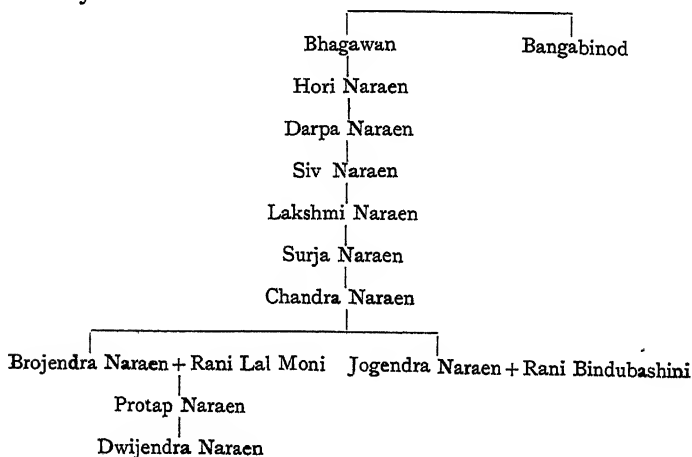 Bhagawan Bangabinod
Hori Naraen
Darpa Naraen
Siv Naraen
Lakshmi Naraen
Surja Naraen
Chandra Naraen
Brojendra Naraen + Rani Lal Moni Jogendra Naraen + Rani Bindubashini
Protap Naraen
Dwijendra Naraen